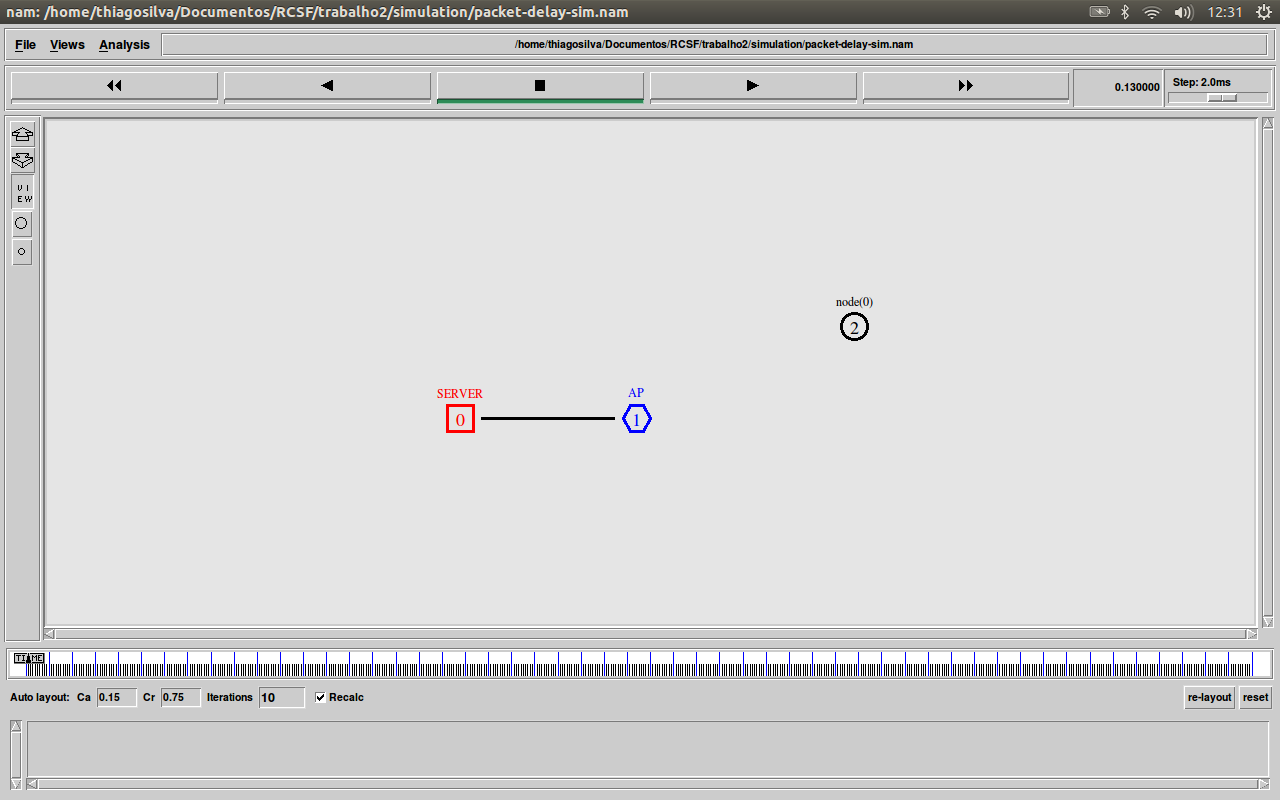 nam: /home/thiagosilva/Documentos/RCSF/trabalho2/simulation/packet-delay-sim.nam
12:31
File Views Analysis
/home/thiagosilva/Documentos/RCSF/trabalho2/simulation/packet-delay-sim.nam
0.130000
Step: 2.0ms
VIEW
node(0)
2
SERVER
AP
0
1
TIME
Auto layout: Ca 0.15 Cr 0.75 Iterations 10 Recalc
re-layout
reset